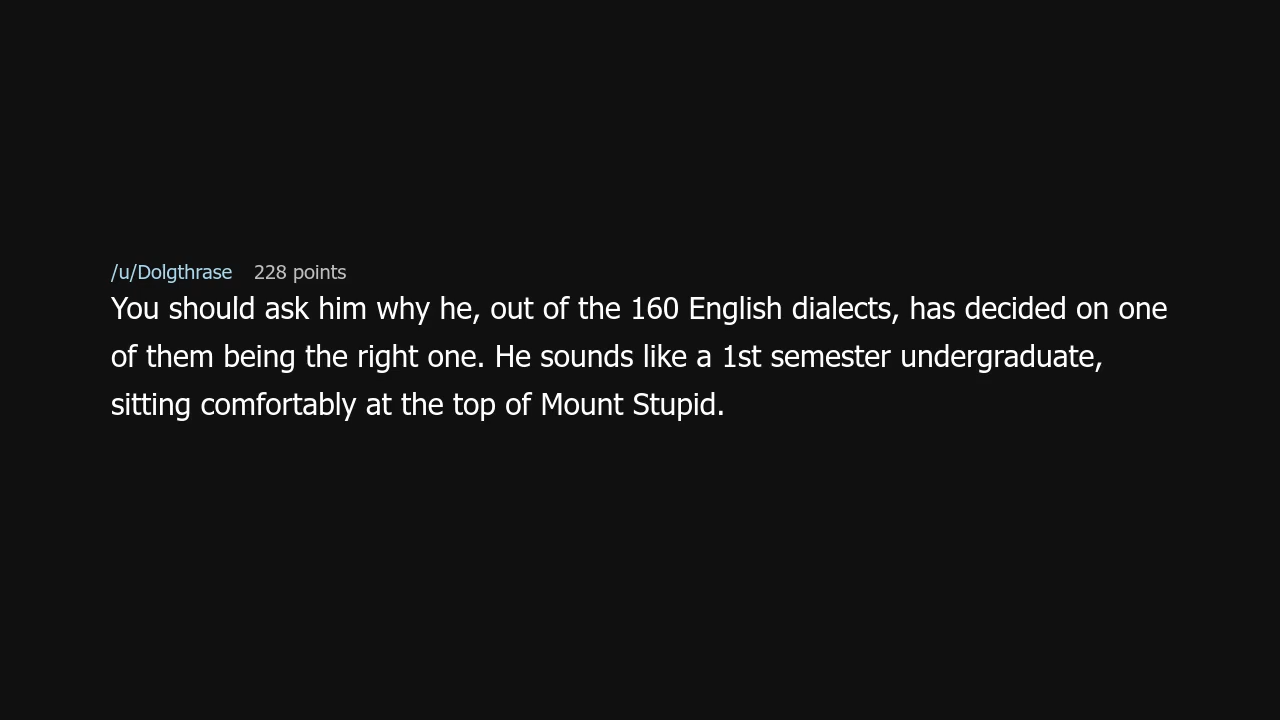 /u/Dolgthrase 228 points
You should ask him why he, out of the 160 English dialects, has decided on one
of them being the right one. He sounds like a 1st semester undergraduate,
sitting comfortably at the top of Mount Stupid.